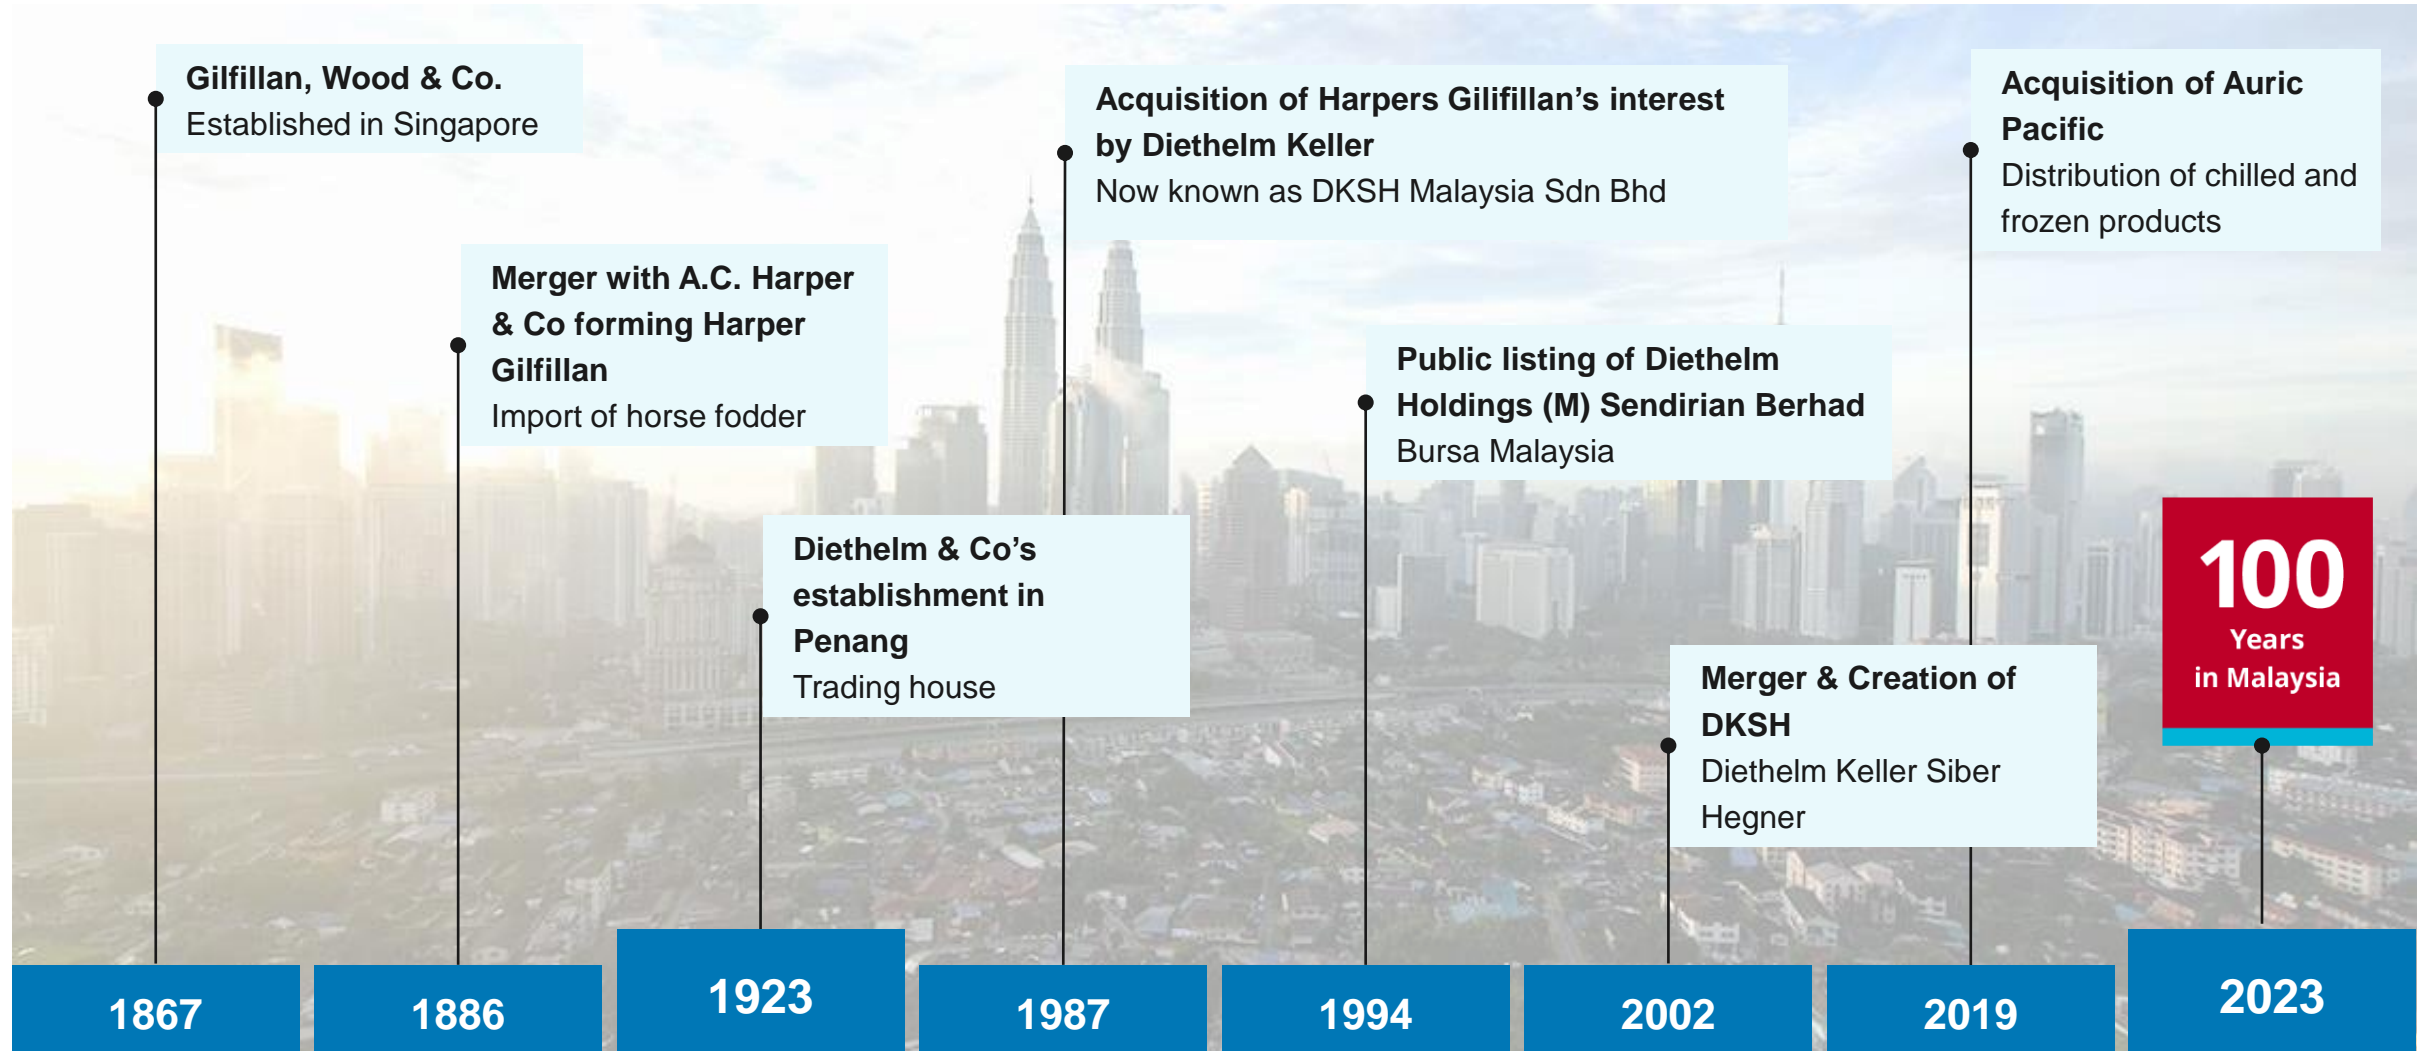 Gilfillan, Wood & Co.
Established in Singapore
Merger with A.C. Harper
& Co forming Harper
Gilfillan
Import of horse fodder
Diethelm & Co’s
establishment in
Penang
Trading house
Acquisition of Harpers Gilifillan’s interest
by Diethelm Keller
Now known as DKSH Malaysia Sdn Bhd
Public listing of Diethelm
Holdings (M) Sendirian Berhad
Bursa Malaysia
Merger & Creation of
DKSH
Diethelm Keller Siber
Hegner
Acquisition of Auric
Pacific
Distribution of chilled and
frozen products
100
Years
in Malaysia
1867
1886
1923
1987
1994
2002
2019
2023